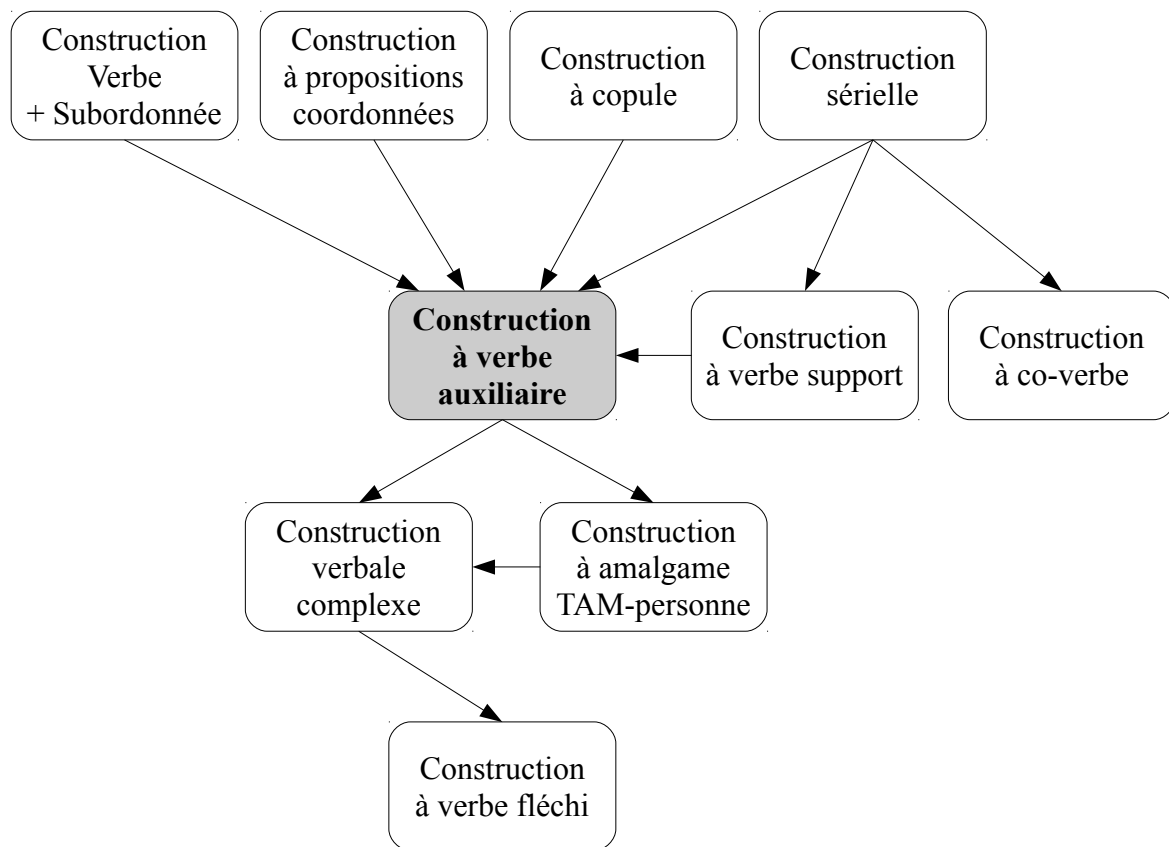 Construction
Verbe
+ Subordonnée
Construction
à propositions
coordonnées
Construction
à copule
Construction
sérielle
Construction
à verbe
auxiliaire
Construction
à verbe support
Construction
à co-verbe
Construction
verbale
complexe
Construction
à amalgame
TAM-personne
Construction
à verbe fléchi